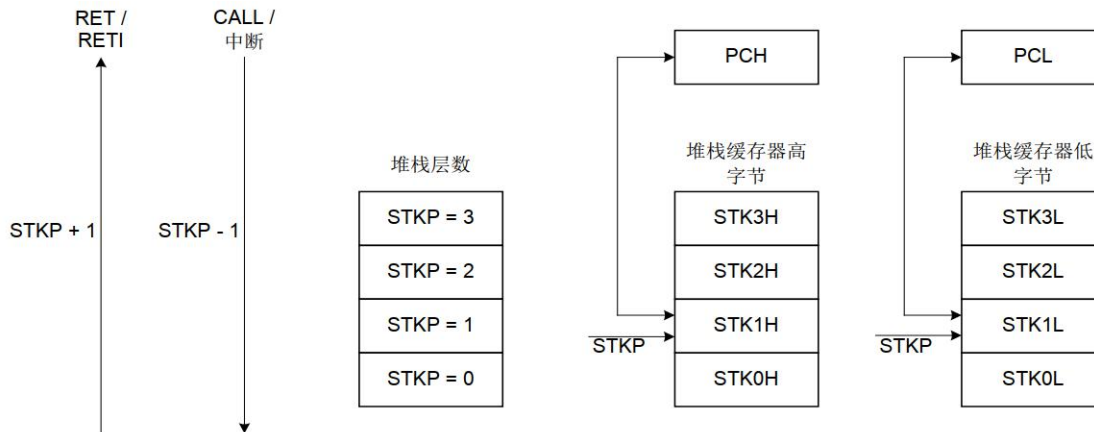 RET /
RETI
CALL /
中断
PCH
PCL
堆栈层数
堆栈缓存器高
字节
堆栈缓存器低
字节
STKP + 1
STKP - 1
STKP = 3
STK3H
STK3L
STKP = 2
STK2H
STK2L
STKP = 1
STK1H
STK1L
STKP
STKP
STKP = 0
STK0H
STK0L